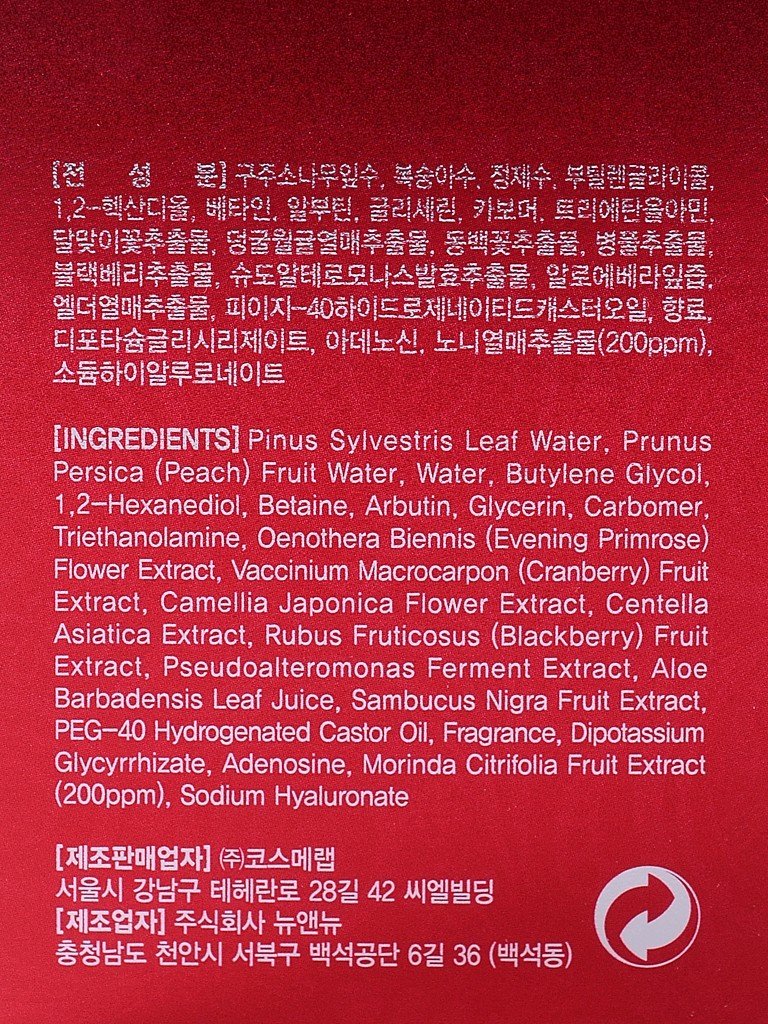 [전 성 분] 구주소나무잎수, 복숭아수, 정제수, 부틸렌글라이콜,
1,2-헥산디올, 베타인, 알부틴, 글리세린, 카보머, 트리에탄올아민,
달맞이꽃추출물, 덩굴월귤열매추출물, 동백꽃추출물, 병풀추출물,
블랙베리추출물, 슈도알테로모나스발효추출물, 알로에베라잎즙,
엘더열매추출물, 피이지-40하이드로제네이티드캐스터오일, 향료,
디포타슘글리시리제이트, 아데노신, 노니열매추출물(200ppm),
소듐하이알루로네이트
[INGREDIENTS] Pinus Sylvestris Leaf Water, Prunus
Persica (Peach) Fruit Water, Water, Butylene Glycol,
1,2-Hexanediol, Betaine, Arbutin, Glycerin, Carbomer,
Triethanolamine, Oenothera Biennis (Evening Primrose)
Flower Extract, Vaccinium Macrocarpon (Cranberry) Fruit
Extract, Camellia Japonica Flower Extract, Centella
Asiatica Extract, Rubus Fruticosus (Blackberry) Fruit
Extract, Pseudoalteromonas Ferment Extract, Aloe
Barbadensis Leaf Juice, Sambucus Nigra Fruit Extract,
PEG-40 Hydrogenated Castor Oil, Fragrance, Dipotassium
Glycyrrhizate, Adenosine, Morinda Citrifolia Fruit Extract
(200ppm), Sodium Hyaluronate
[제조판매업자] ㈜코스메랩
서울시 강남구 테헤란로 28길 42 씨엘빌딩
[제조업자] 주식회사 뉴앤뉴
충청남도 천안시 서북구 백석공단 6길 36 (백석동)